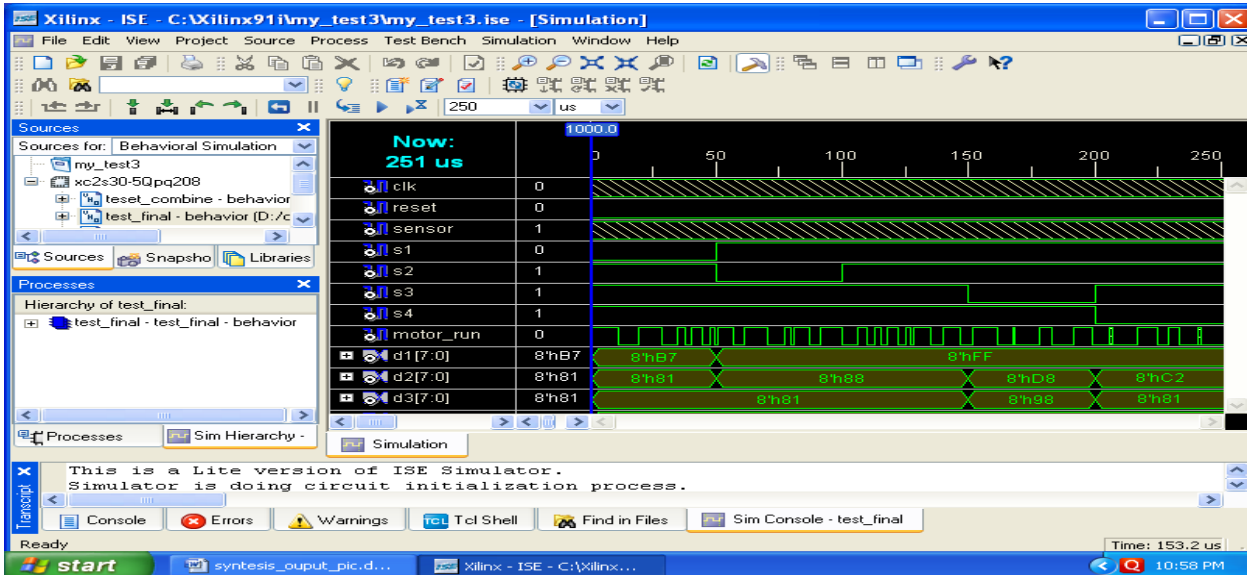 Xilinx - ISE - C:\Xilinx91i\my_test3\my_test3.ise - [Simulation]
File Edit View Project Source Process Test Bench Simulation Window Help
250 us
Sources
Sources for: Behavioral Simulation
my_test3
xc2s30-5Qpq208
teset_combine - behavior
test_final - behavior (D:/c
Sources Snapsho Libraries
Processes
Hierarchy of test_final:
test_final - test_final - behavior
Processes Sim Hierarchy -
Now:
251 us
1000.0
50 100 150 200 250
clk 0
reset 0
sensor 1
s1 0
s2 1
s3 1
s4 1
motor_run 0
d1[7:0] 8'hB7 8'hB7 8'hFF
d2[7:0] 8'h81 8'h81 8'h88 8'hD8 8'hC2
d3[7:0] 8'h81 8'h81 8'h98 8'h81
Simulation
Transcript
This is a Lite version of ISE Simulator.
Simulator is doing circuit initialization process.
Console Errors Warnings TCL Tcl Shell Find in Files Sim Console - test_final
Ready Time: 153.2 us
start syntesis_ouput_pic.d... Xilinx - ISE - C:\Xilinx... 10:58 PM